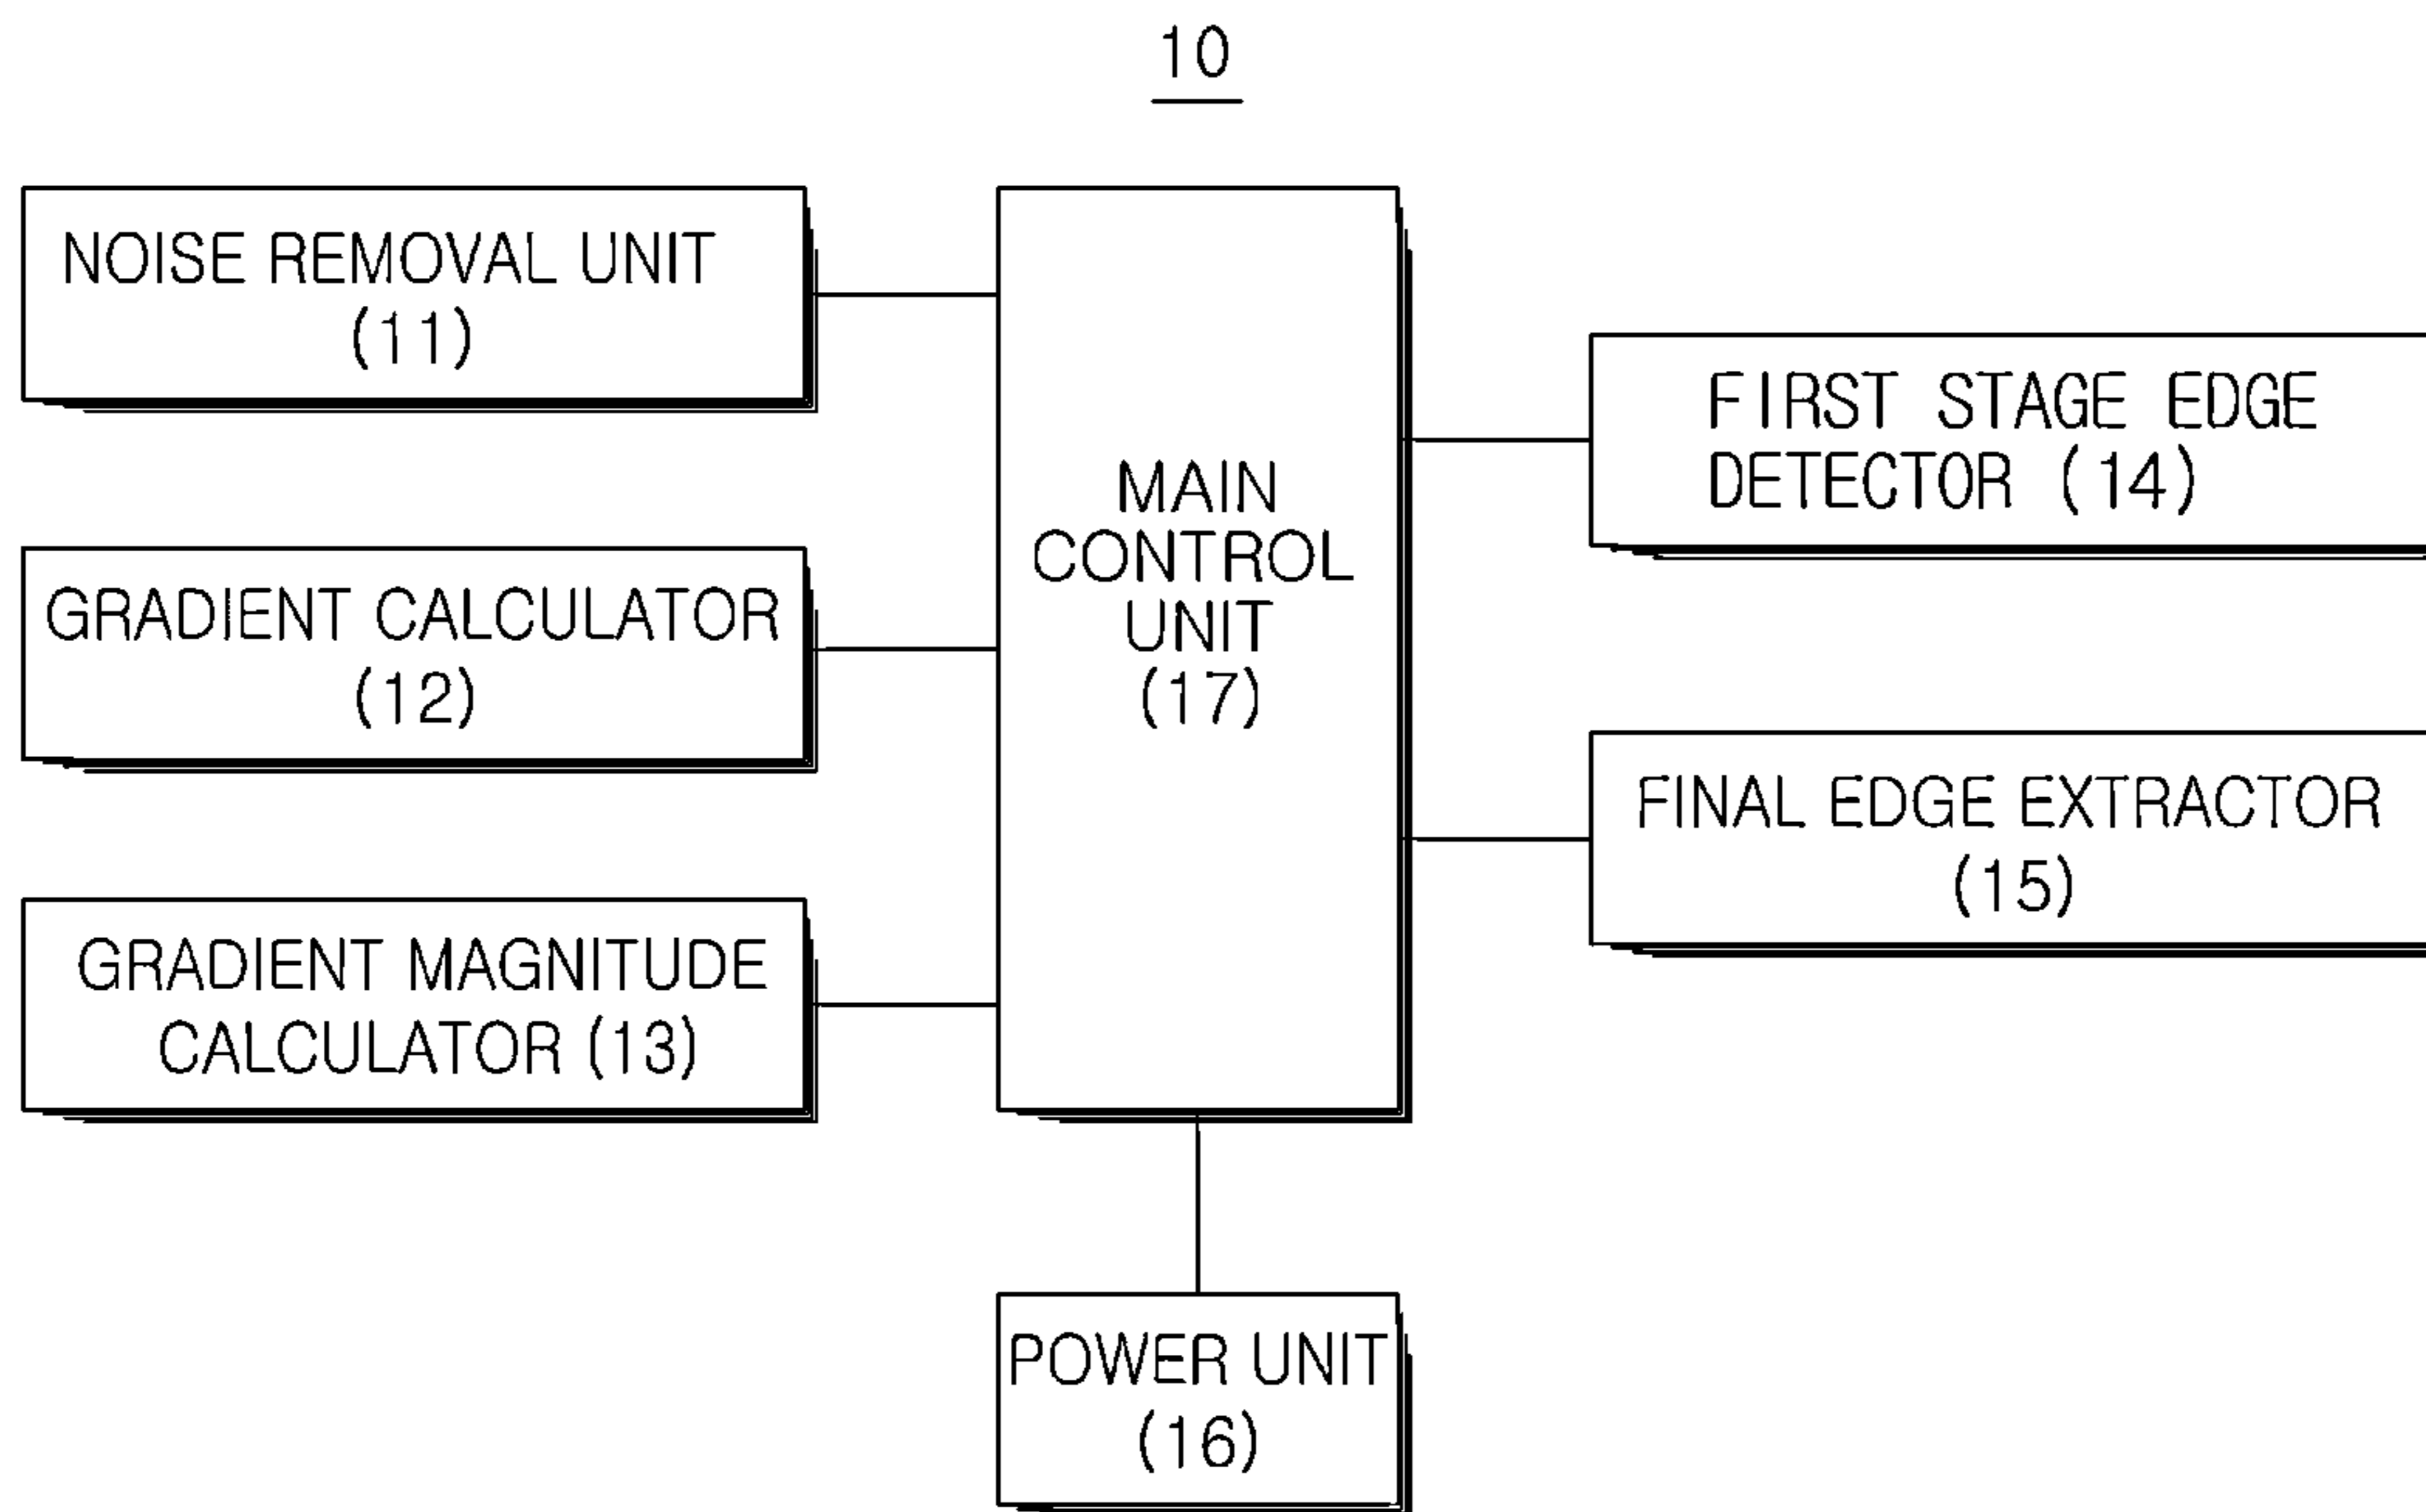 10
NOISE REMOVAL UNIT
(11)
GRADIENT CALCULATOR
(12)
GRADIENT MAGNITUDE
CALCULATOR (13)
MAIN
CONTROL
UNIT
(17)
FIRST STAGE EDGE
DETECTOR (14)
FINAL EDGE EXTRACTOR
(15)
POWER UNIT
(16)